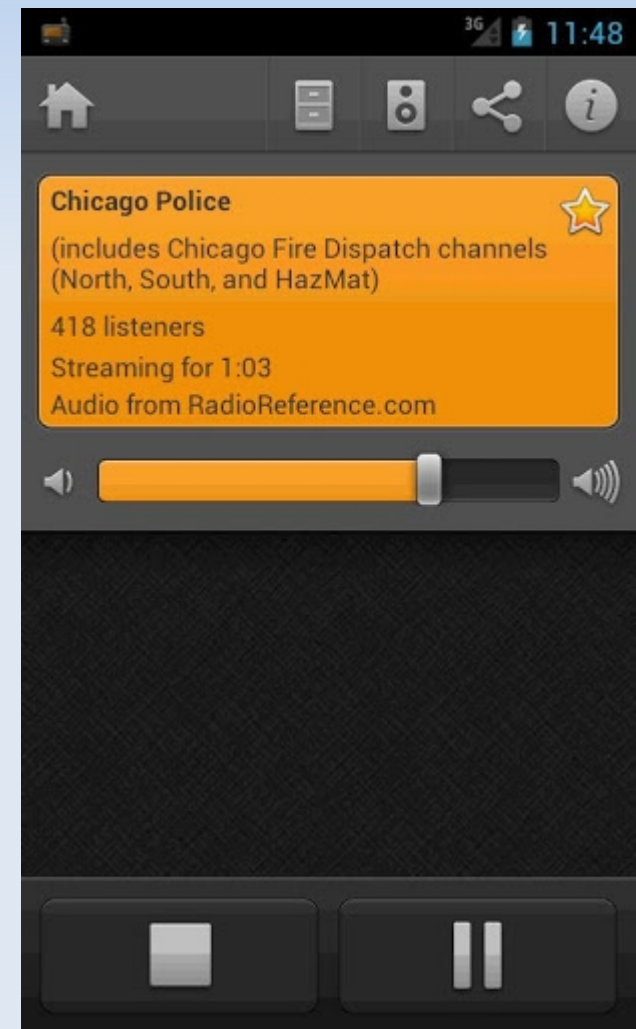 3G 11:48
Chicago Police
(includes Chicago Fire Dispatch channels
(North, South, and HazMat)
418 listeners
Streaming for 1:03
Audio from RadioReference.com